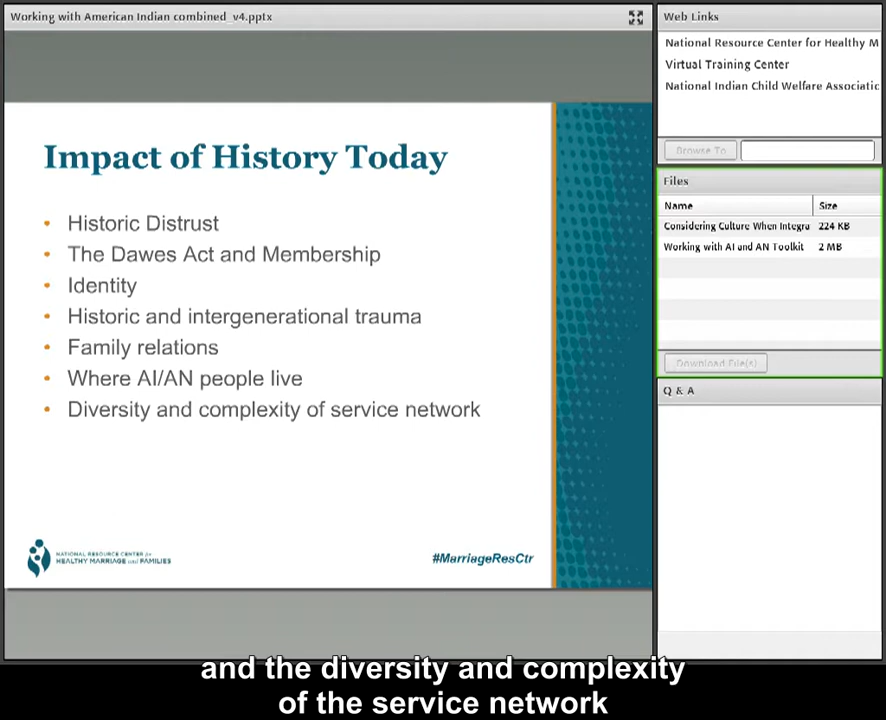 Working with American Indian combined_v4.pptx
Impact of History Today
• Historic Distrust
• The Dawes Act and Membership
• Identity
• Historic and intergenerational trauma
• Family relations
• Where AI/AN people live
• Diversity and complexity of service network
NATIONAL RESOURCE CENTER for
HEALTHY MARRIAGE and FAMILIES
#MarriageResCtr
Web Links
National Resource Center for Healthy M
Virtual Training Center
National Indian Child Welfare Associatic
Browse To
Files
Name Size
Considering Culture When Integra 224 KB
Working with AI and AN Toolkit 2 MB
Download File(s)
Q & A
and the diversity and complexity
of the service network